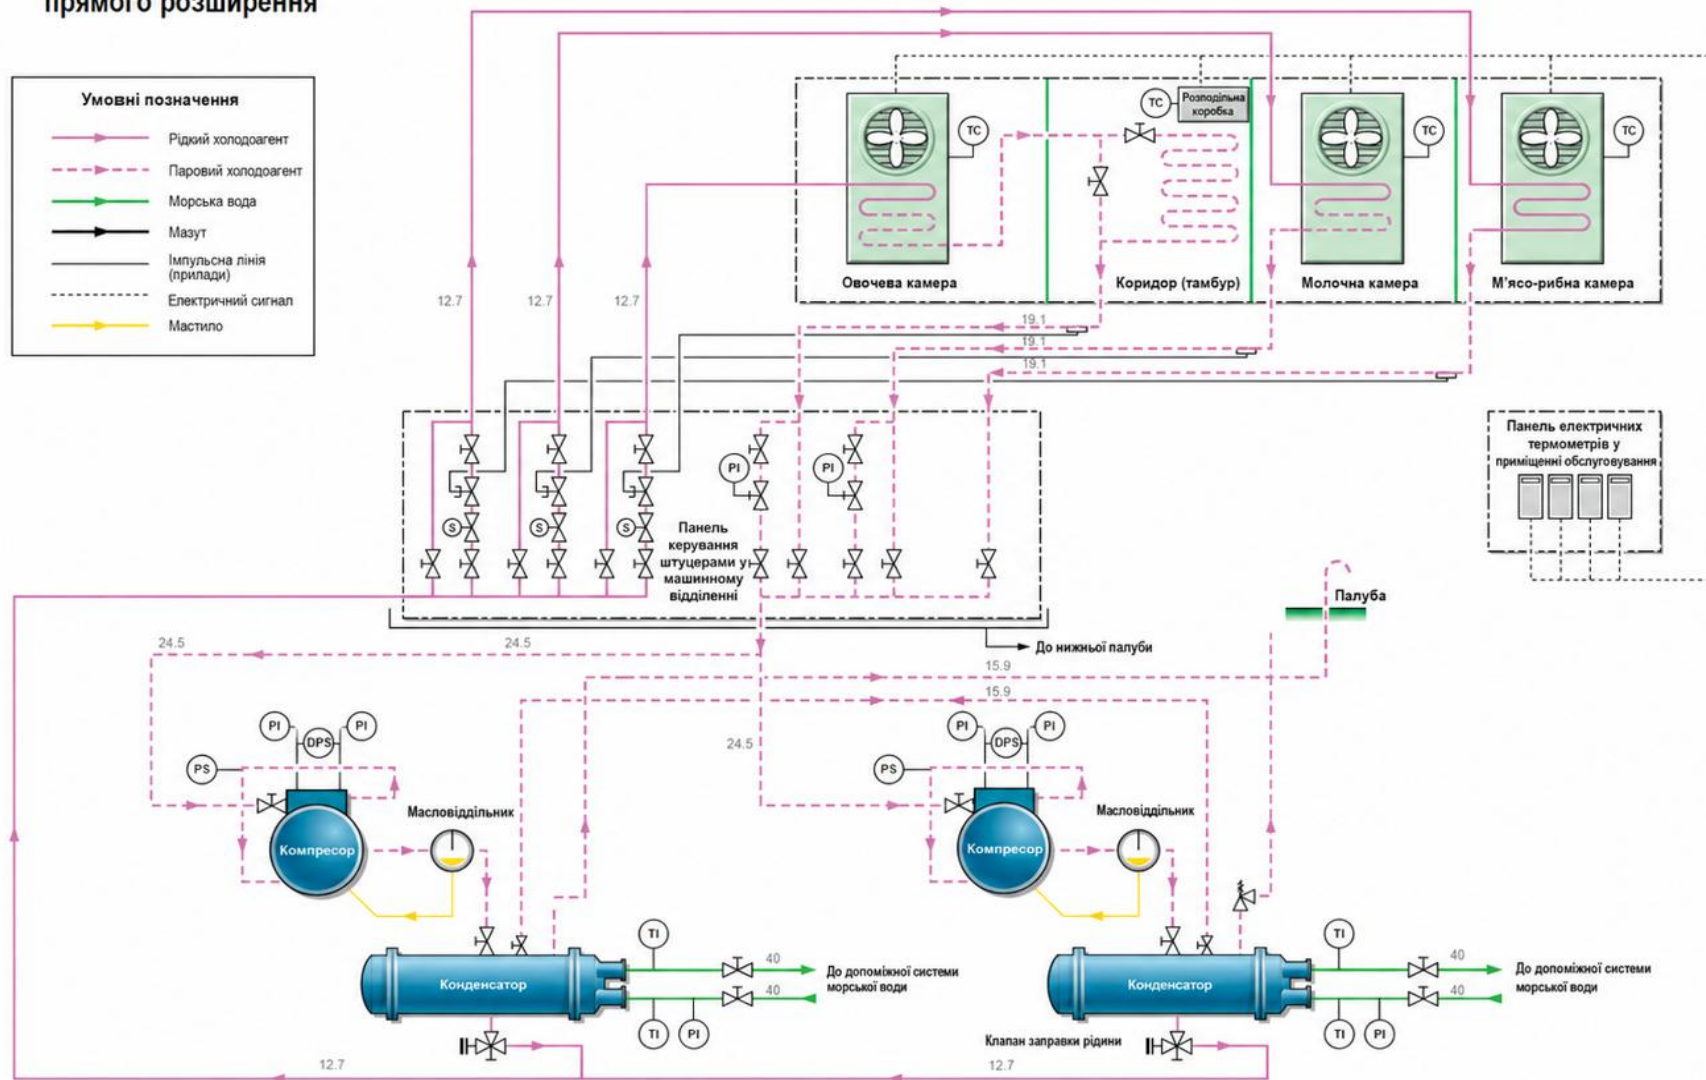 прямого розширення
Умовні позначення
Рідкий холодоагент
Паровий холодоагент
Морська вода
Мазут
Імпульсна лінія
(прилади)
Електричний сигнал
Мастило
TC
TC
Розподільна
коробка
TC
TC
Овочева камера
Коридор (тамбур)
Молочна камера
М'ясо-рибна камера
12.7
12.7
12.7
19.1
19.1
19.1
PI
PI
S
S
S
Панель
керування
штуцерами у
машинному
відділенні
Панель електричних
термометрів у
приміщенні обслуговування
Палуба
До нижньої палуби
24.5
24.5
15.9
15.9
24.5
PI
DPS
PI
PS
Компресор
Масловіддільник
PI
DPS
PI
PS
Компресор
Масловіддільник
TI
40
40
До допоміжної системи
морської води
Конденсатор
TI
PI
TI
40
40
До допоміжної системи
морської води
Конденсатор
TI
PI
Клапан заправки рідини
12.7
12.7